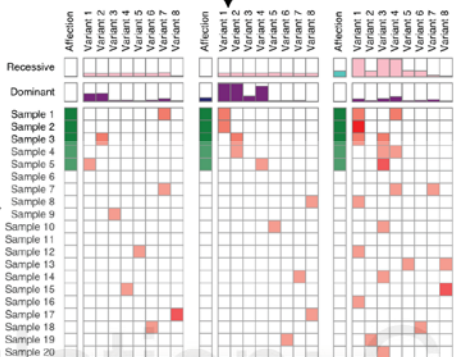 Affection Variant 1 Variant 2 Variant 3 Variant 4 Variant 5 Variant 6 Variant 7 Variant 8 Affection Variant 1 Variant 2 Variant 3 Variant 4 Variant 5 Variant 6 Variant 7 Variant 8 Affection Variant 1 Variant 2 Variant 3 Variant 4 Variant 5 Variant 6 Variant 7 Variant 8
Recessive
Dominant
Sample 1
Sample 2
Sample 3
Sample 4
Sample 5
Sample 6
Sample 7
Sample 8
Sample 9
Sample 10
Sample 11
Sample 12
Sample 13
Sample 14
Sample 15
Sample 16
Sample 17
Sample 18
Sample 19
Sample 20